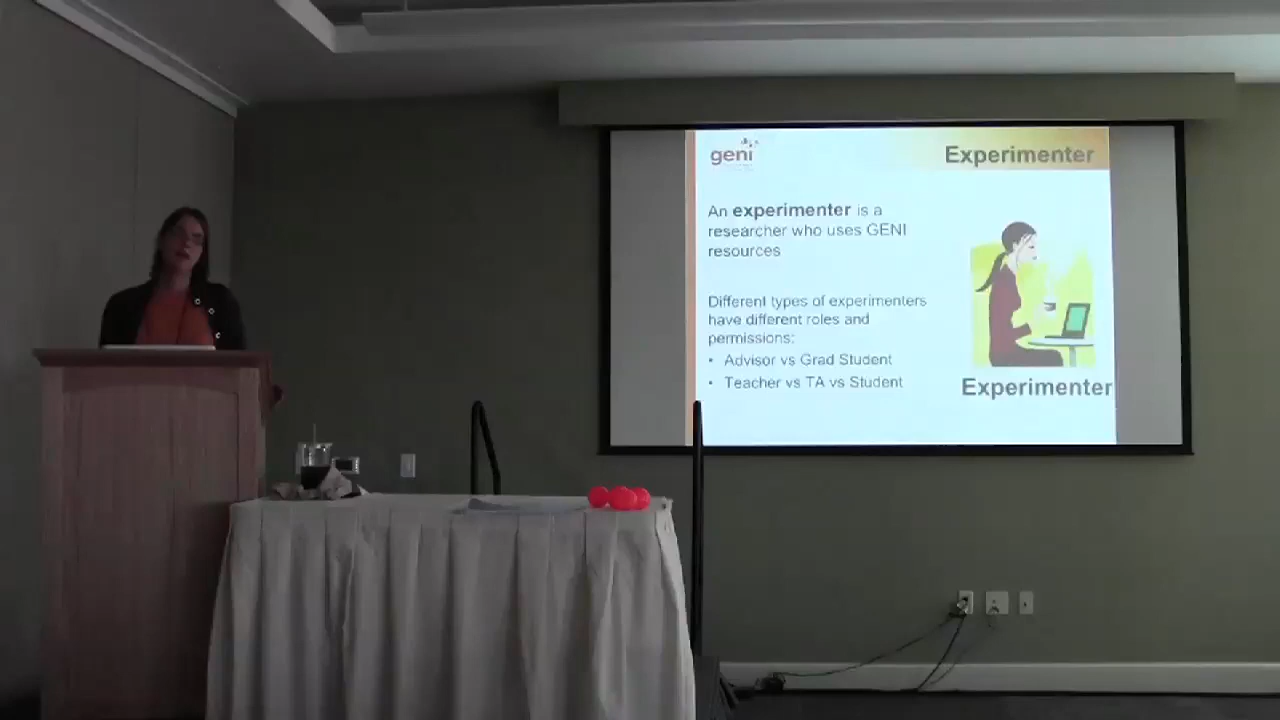 geni
Experimenter
An experimenter is a
researcher who uses GENI
resources
Different types of experimenters
have different roles and
permissions:
• Advisor vs Grad Student
• Teacher vs TA vs Student
Experimenter